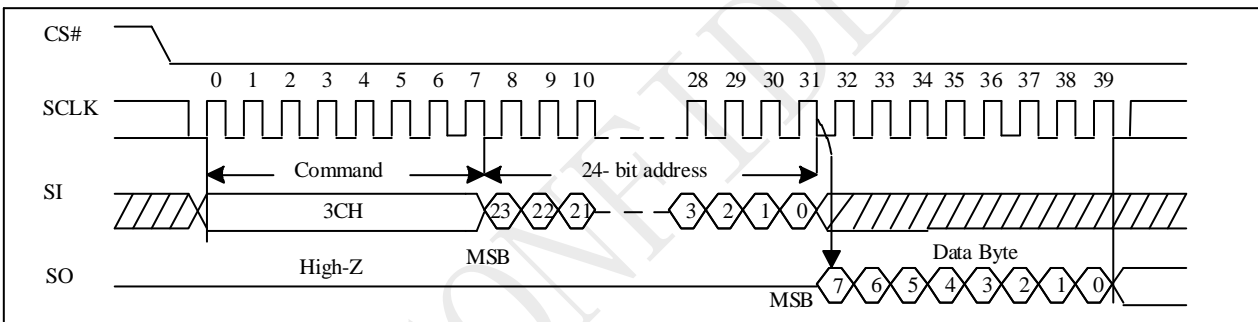 CS#
0 1 2 3 4 5 6 7 8 9 10 28 29 30 31 32 33 34 35 36 37 38 39
SCLK
Command 24- bit address
SI
3CH 23 22 21 3 2 1 0
MSB Data Byte
High-Z
SO
MSB 7 6 5 4 3 2 1 0